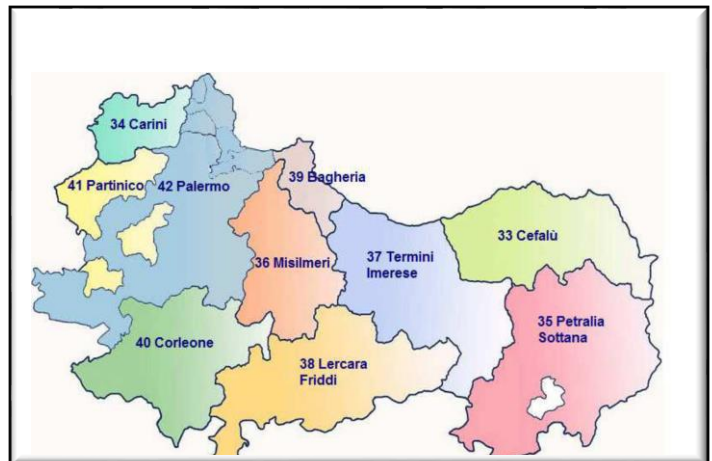 34 Carini
41 Partinico
42 Palermo
39 Bagheria
36 Misilmeri
37 Termini
Imerese
33 Cefalù
35 Petralia
Sottana
40 Corleone
38 Lercara
Friddi